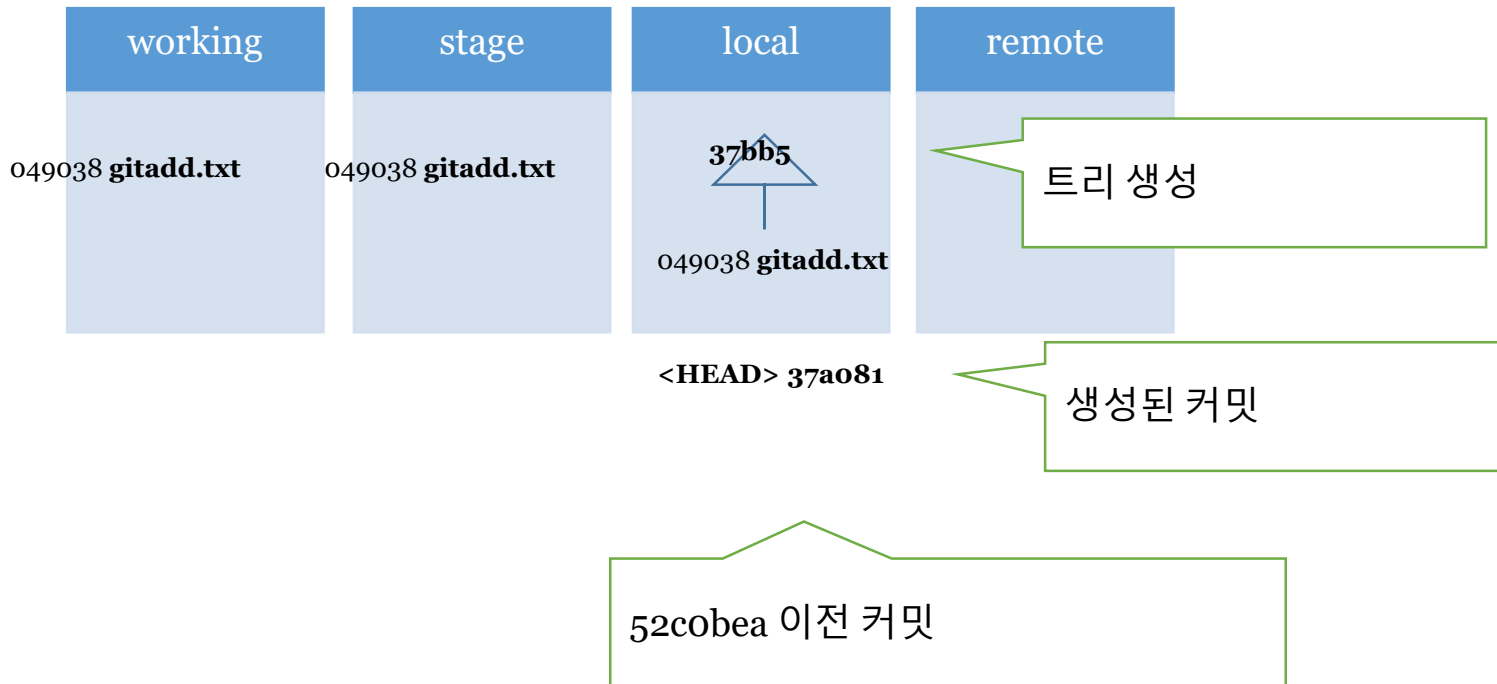 working
stage
local
remote
049038 gitadd.txt
049038 gitadd.txt
37bb5
049038 gitadd.txt
트리 생성
<HEAD> 37a081
생성된 커밋
52c0bea 이전 커밋